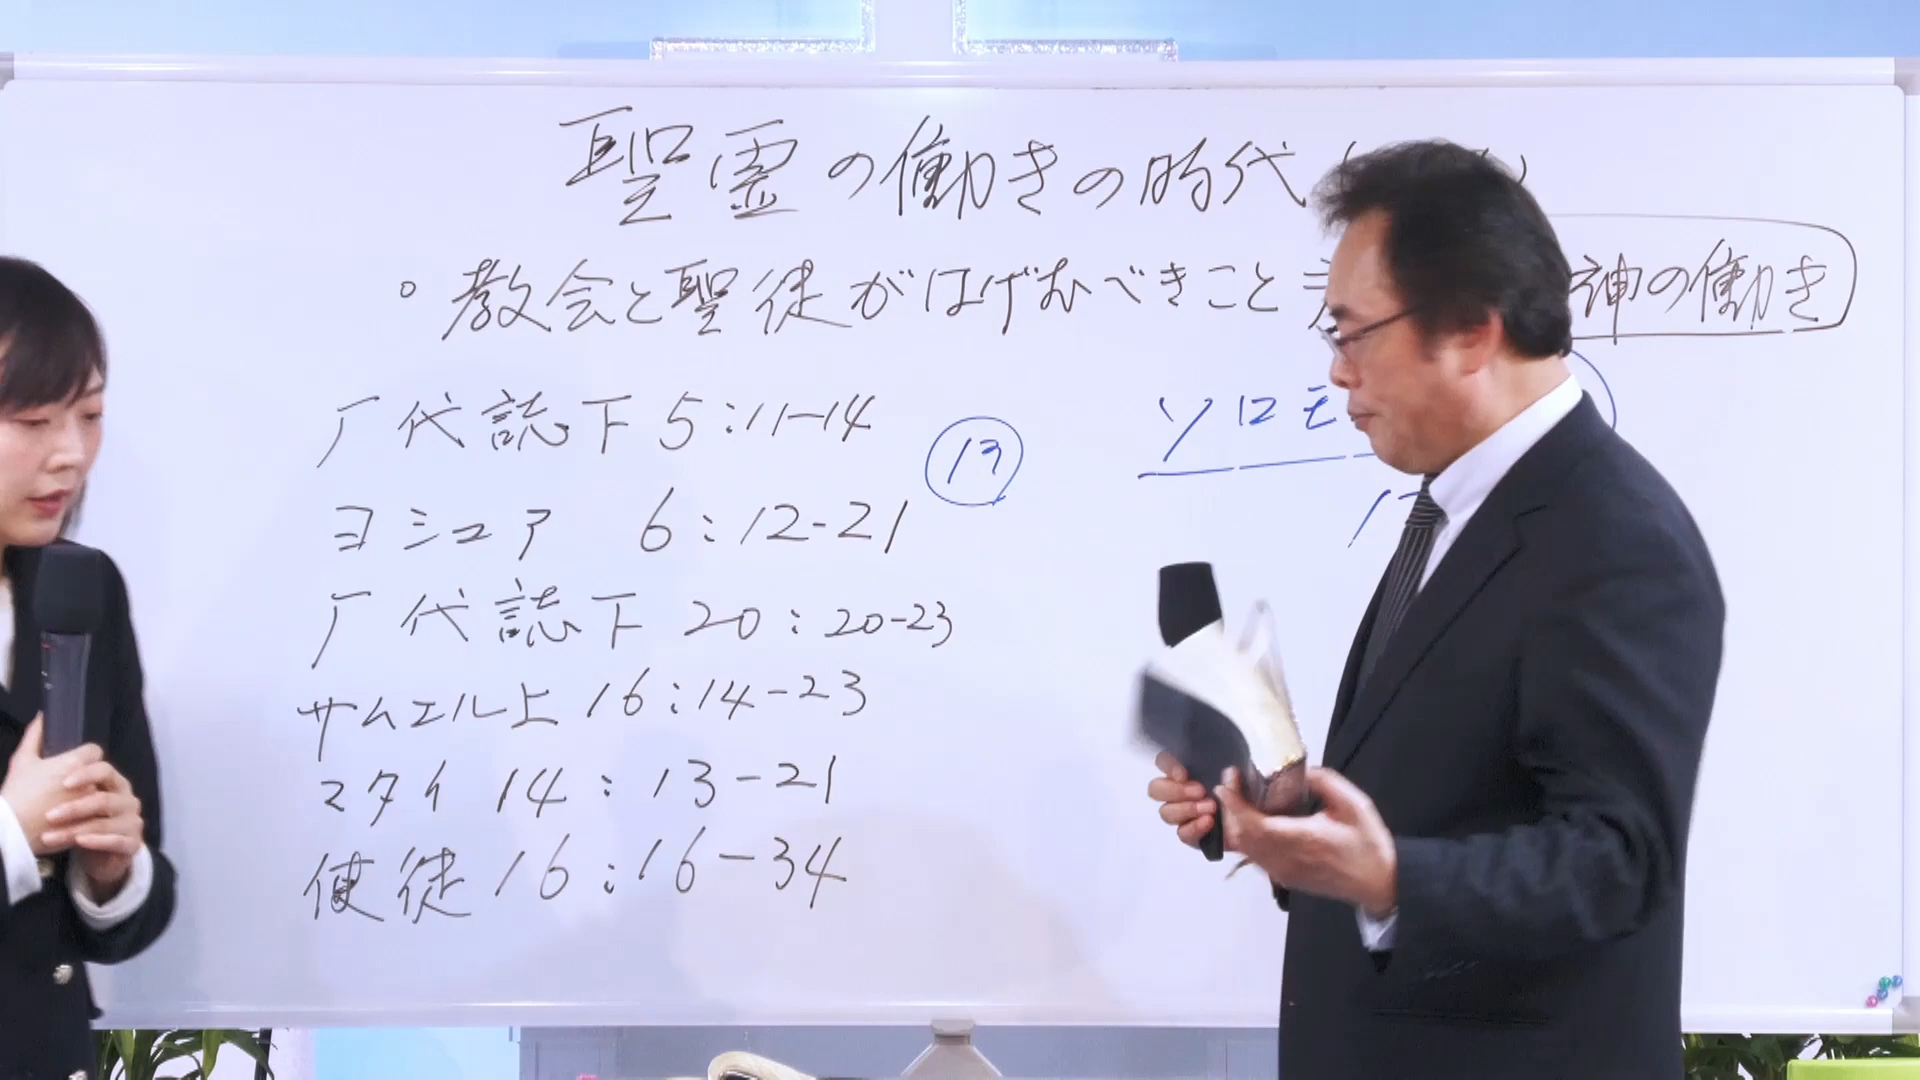 聖霊の働きの時代
。教会と聖徒がはげむべきこと 神の働き
厂代誌下 5:11-14
ソロモ
13
ヨシュア 6:12-21
厂代誌下 20:20-23
サムエル上 16:14-23
マタイ 14:13-21
使徒 16:16-34